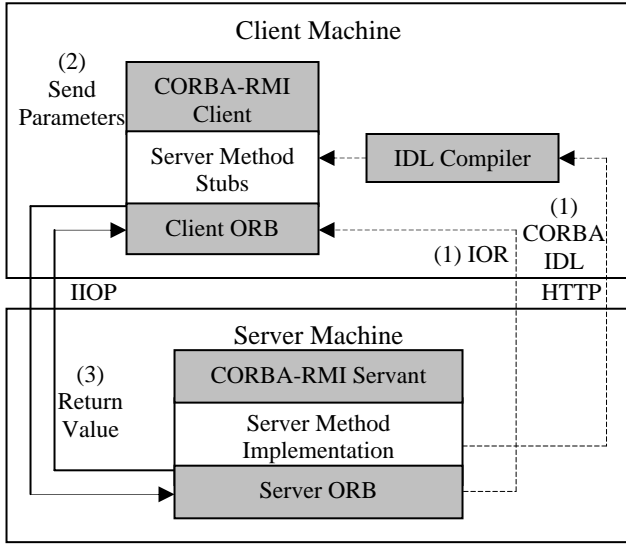 Client Machine
(2)
Send
Parameters
CORBA-RMI
Client
Server Method
Stubs
IDL Compiler
Client ORB
(1)
CORBA
IDL
(1) IOR
IIOP
HTTP
Server Machine
CORBA-RMI Servant
(3)
Return
Value
Server Method
Implementation
Server ORB